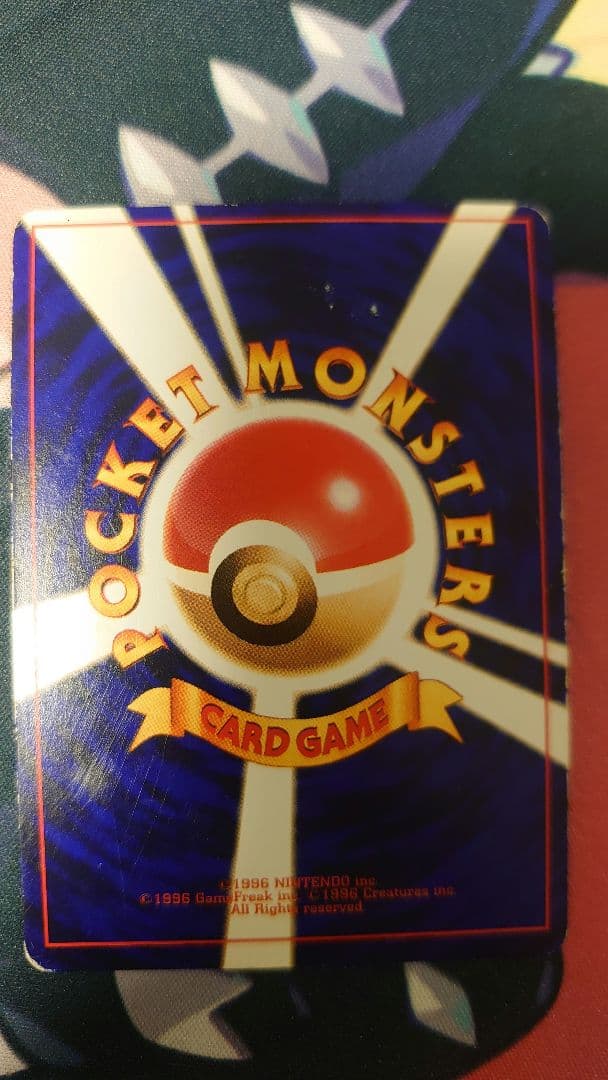 POCKET MONSTERS
CARD GAME
©1996 NINTENDO inc.
©1996 GameFreak inc. ©1996 Creatures inc.
All Rights reserved.